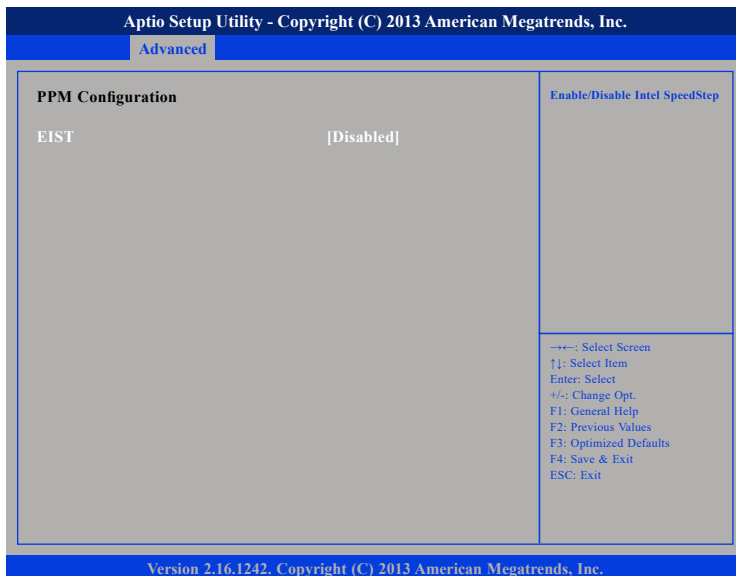 Aptio Setup Utility - Copyright (C) 2013 American Megatrends, Inc.
Advanced
PPM Configuration
EIST [Disabled]
Enable/Disable Intel SpeedStep
→←: Select Screen
↑↓: Select Item
Enter: Select
+/-: Change Opt.
F1: General Help
F2: Previous Values
F3: Optimized Defaults
F4: Save & Exit
ESC: Exit
Version 2.16.1242. Copyright (C) 2013 American Megatrends, Inc.